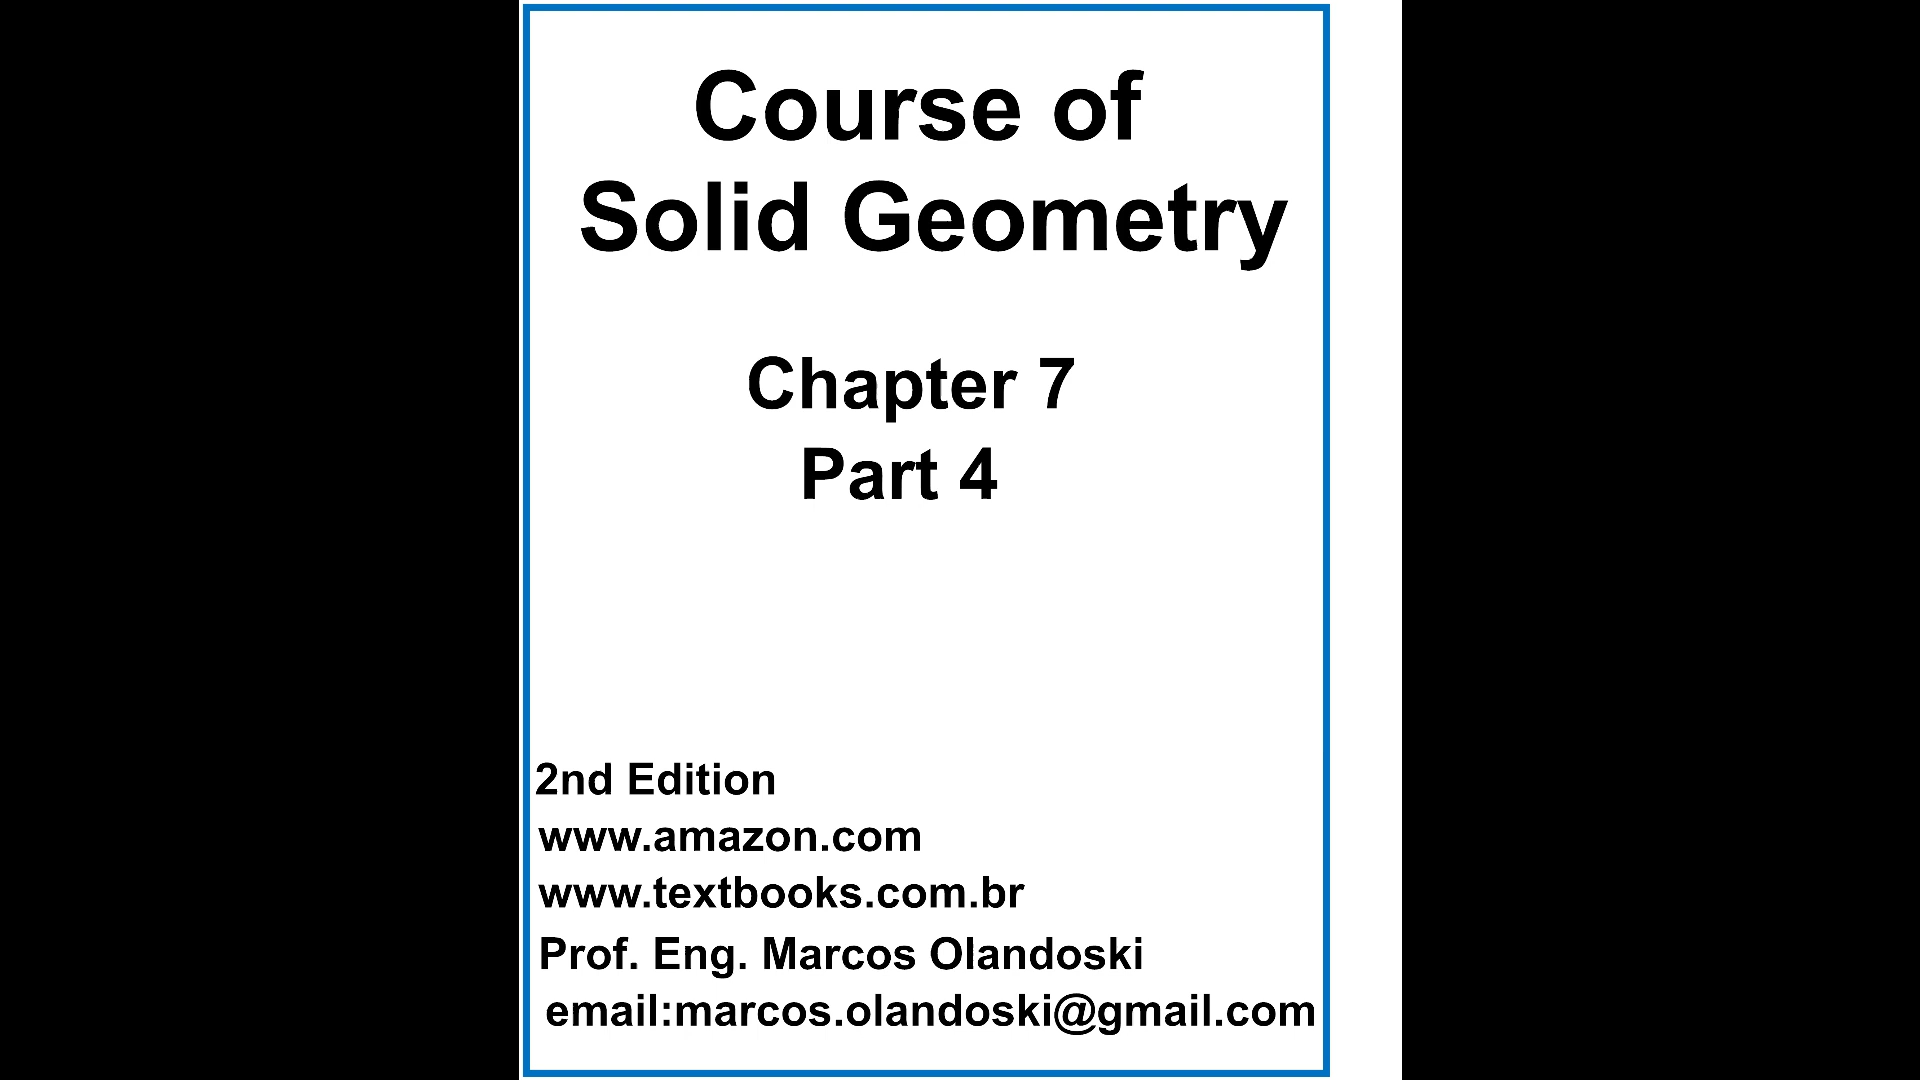 Course of
Solid Geometry
Chapter 7
Part 4
2nd Edition
www.amazon.com
www.textbooks.com.br
Prof. Eng. Marcos Olandoski
email:marcos.olandoski@gmail.com